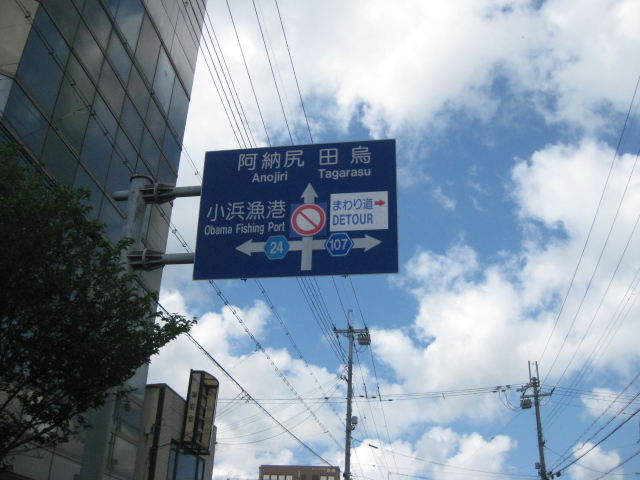 阿納尻 田烏
Anojiri Tagarasu
小浜漁港
Obama Fishing Port
まわり道
DETOUR
24
107